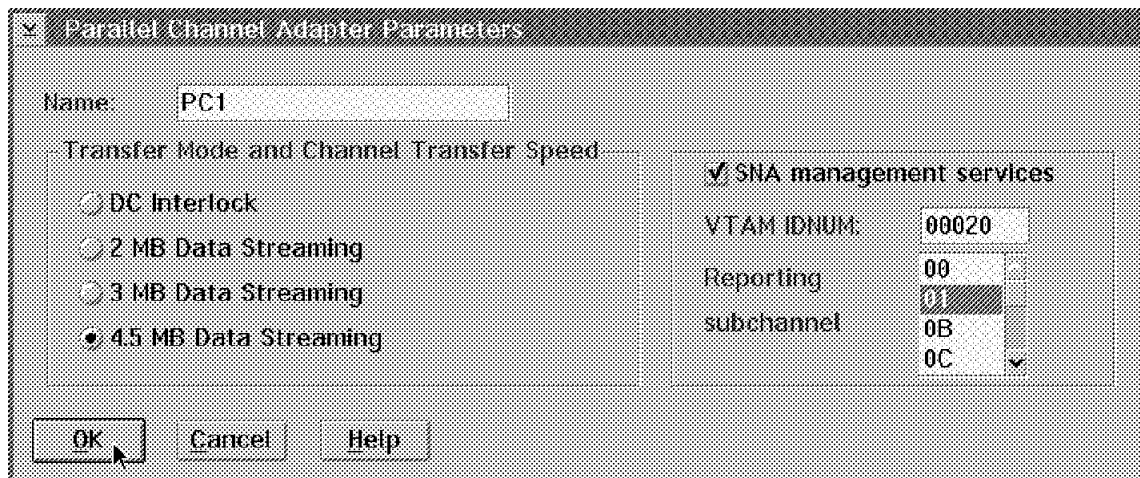 Parallel Channel Adapter Parameters
Name: PC1
Transfer Mode and Channel Transfer Speed
DC Interlock
2 MB Data Streaming
3 MB Data Streaming
4.5 MB Data Streaming
SNA management services
VTAM IDNUM: 00020
Reporting
subchannel
00
01
0B
0C
OK Cancel Help